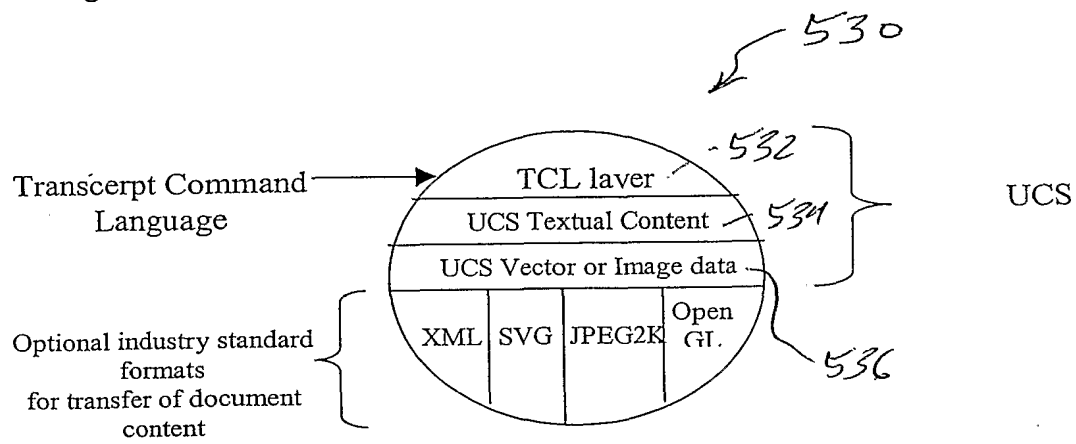 530
532
Transcerpt Command
Language
TCL laver
UCS
UCS Textual Content
534
UCS Vector or Image data
Optional industry standard
formats
for transfer of document
content
XML
SVG
JPEG2K
Open
GL
536